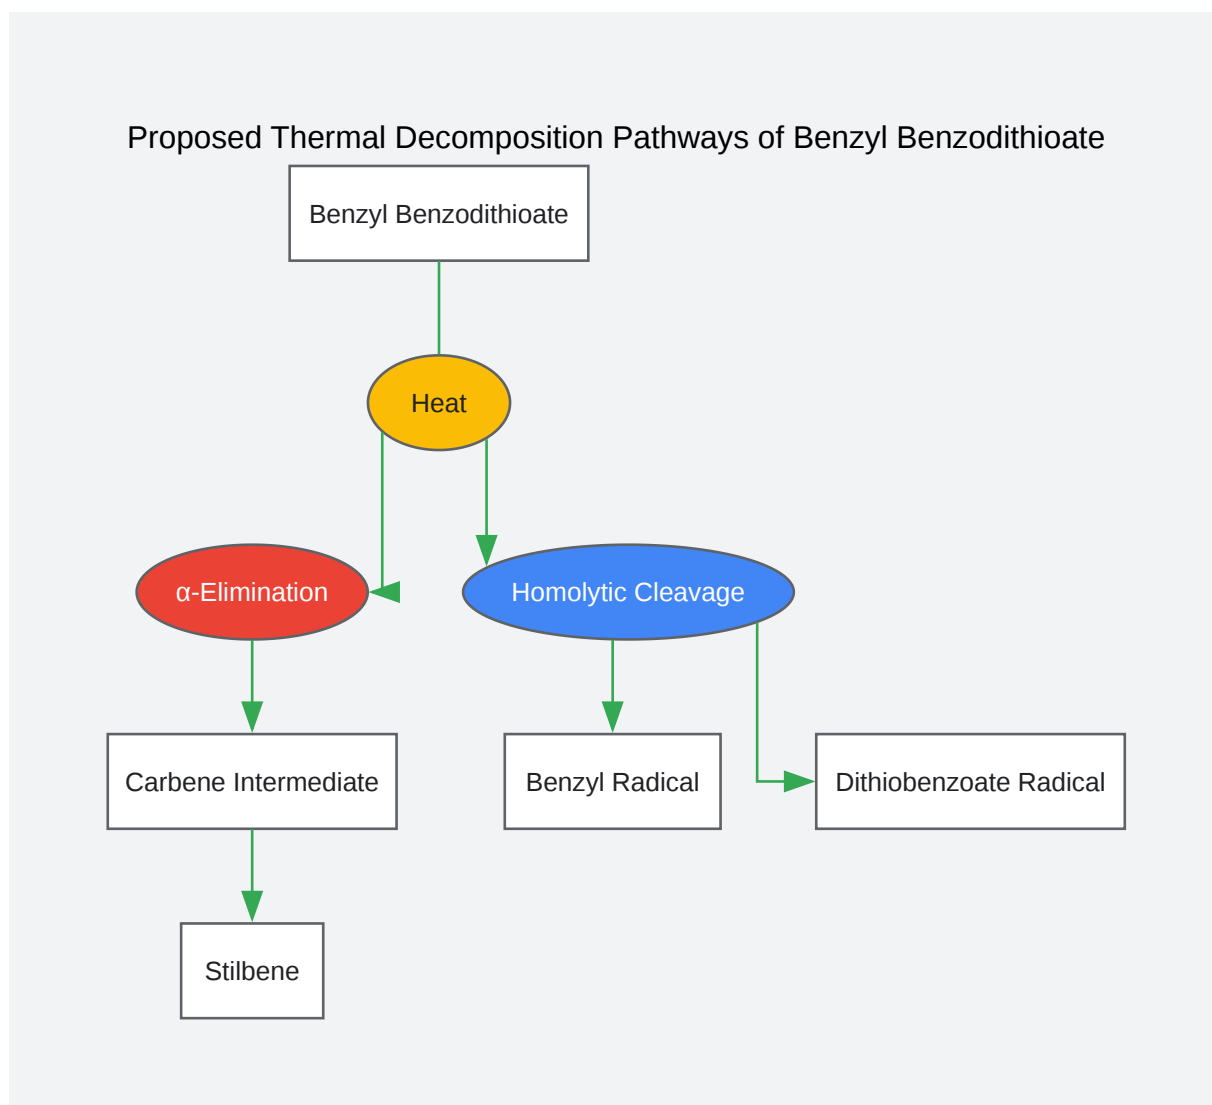 Proposed Thermal Decomposition Pathways of Benzyl Benzodithioate
Benzyl Benzodithioate
Heat
α-Elimination
Homolytic Cleavage
Carbene Intermediate
Benzyl Radical
Dithiobenzoate Radical
Stilbene